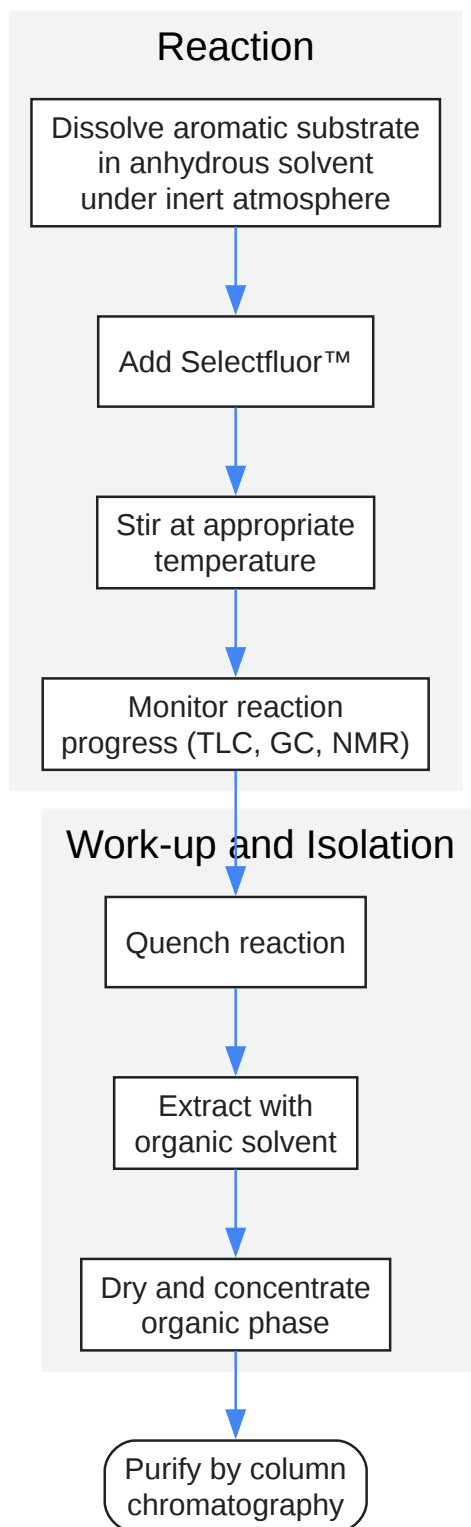 Reaction
Dissolve aromatic substrate
in anhydrous solvent
under inert atmosphere
Add Selectfluor™
Stir at appropriate
temperature
Monitor reaction
progress (TLC, GC, NMR)
Work-up and Isolation
Quench reaction
Extract with
organic solvent
Dry and concentrate
organic phase
Purify by column
chromatography